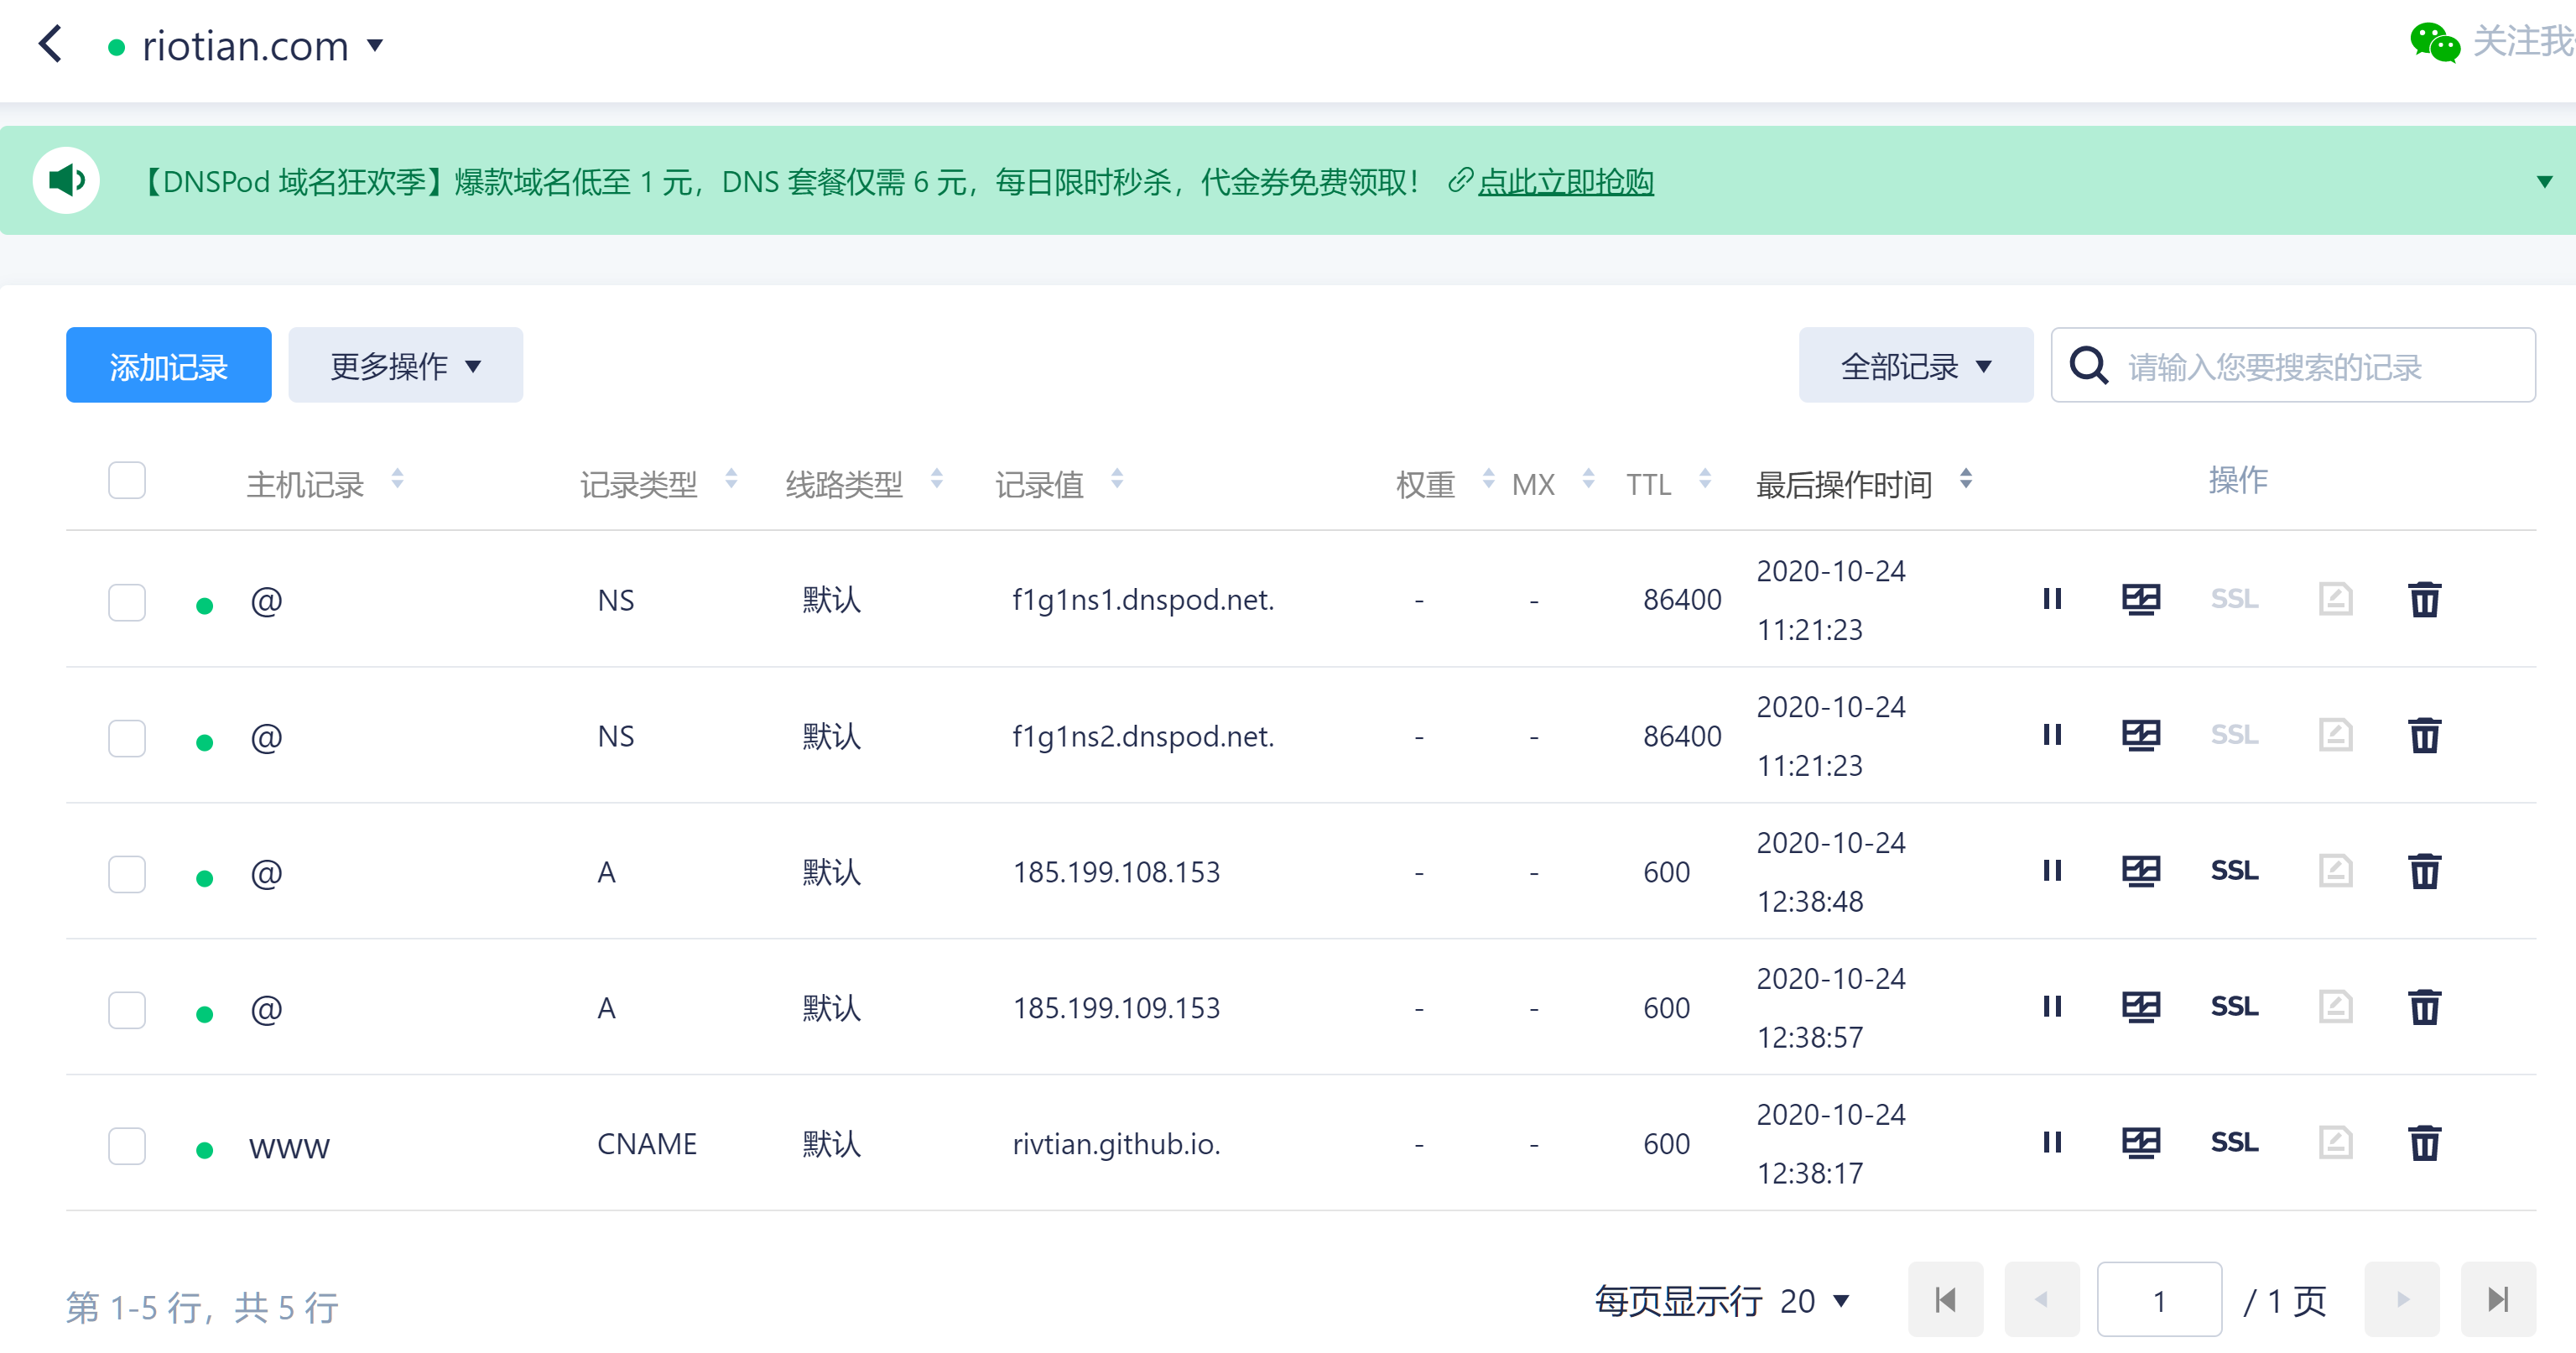 riotian.com
关注我
【DNSPod 域名狂欢季】爆款域名低至 1 元，DNS 套餐仅需 6 元，每日限时秒杀，代金券免费领取！ 点此立即抢购
添加记录 更多操作 全部记录 请输入您要搜索的记录
主机记录 记录类型 线路类型 记录值 权重 MX TTL 最后操作时间 操作
@ NS 默认 f1g1ns1.dnspod.net. - - 86400 2020-10-24 11:21:23 SSL
@ NS 默认 f1g1ns2.dnspod.net. - - 86400 2020-10-24 11:21:23 SSL
@ A 默认 185.199.108.153 - - 600 2020-10-24 12:38:48 SSL
@ A 默认 185.199.109.153 - - 600 2020-10-24 12:38:57 SSL
www CNAME 默认 rivtian.github.io. - - 600 2020-10-24 12:38:17 SSL
第 1-5 行，共 5 行 每页显示行 20 1 / 1 页